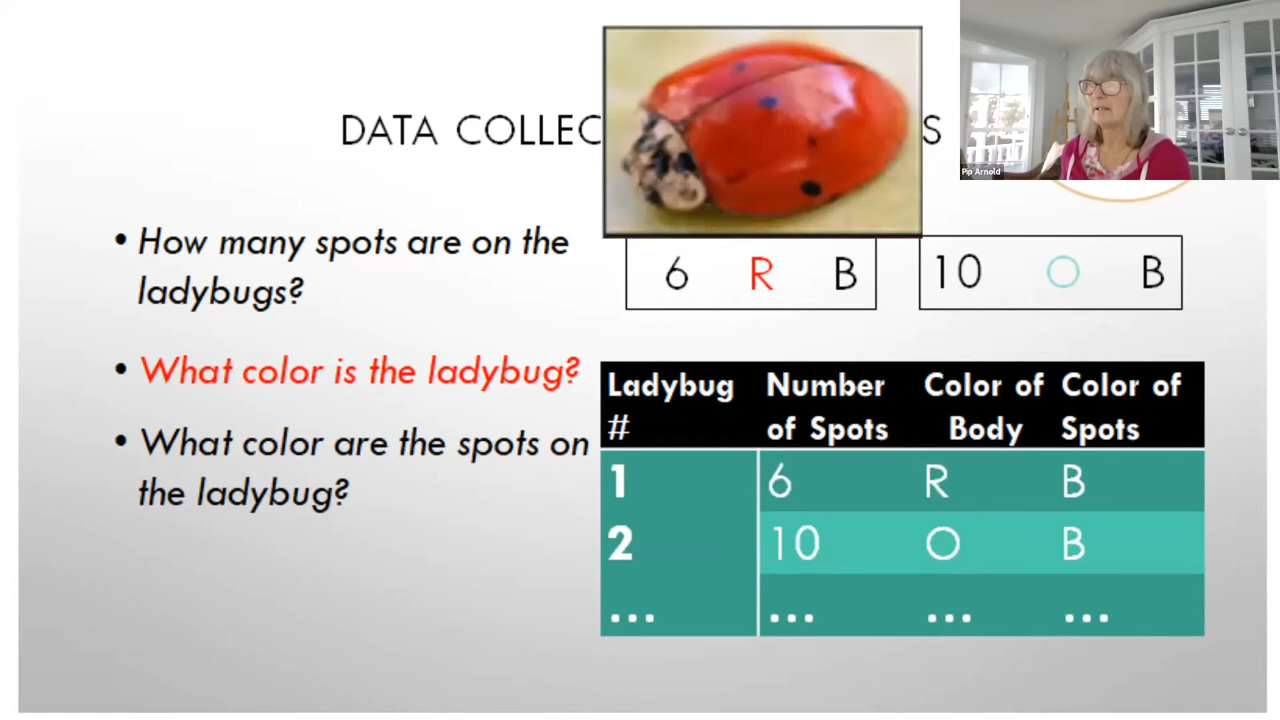 DATA COLLEC
S
Pip Arnold
• How many spots are on the
ladybugs?
• What color is the ladybug?
• What color are the spots on
the ladybug?
6 R B
10 O B
Ladybug # Number of Spots Color of Body Color of Spots
1 6 R B
2 10 O B
... ... ... ...